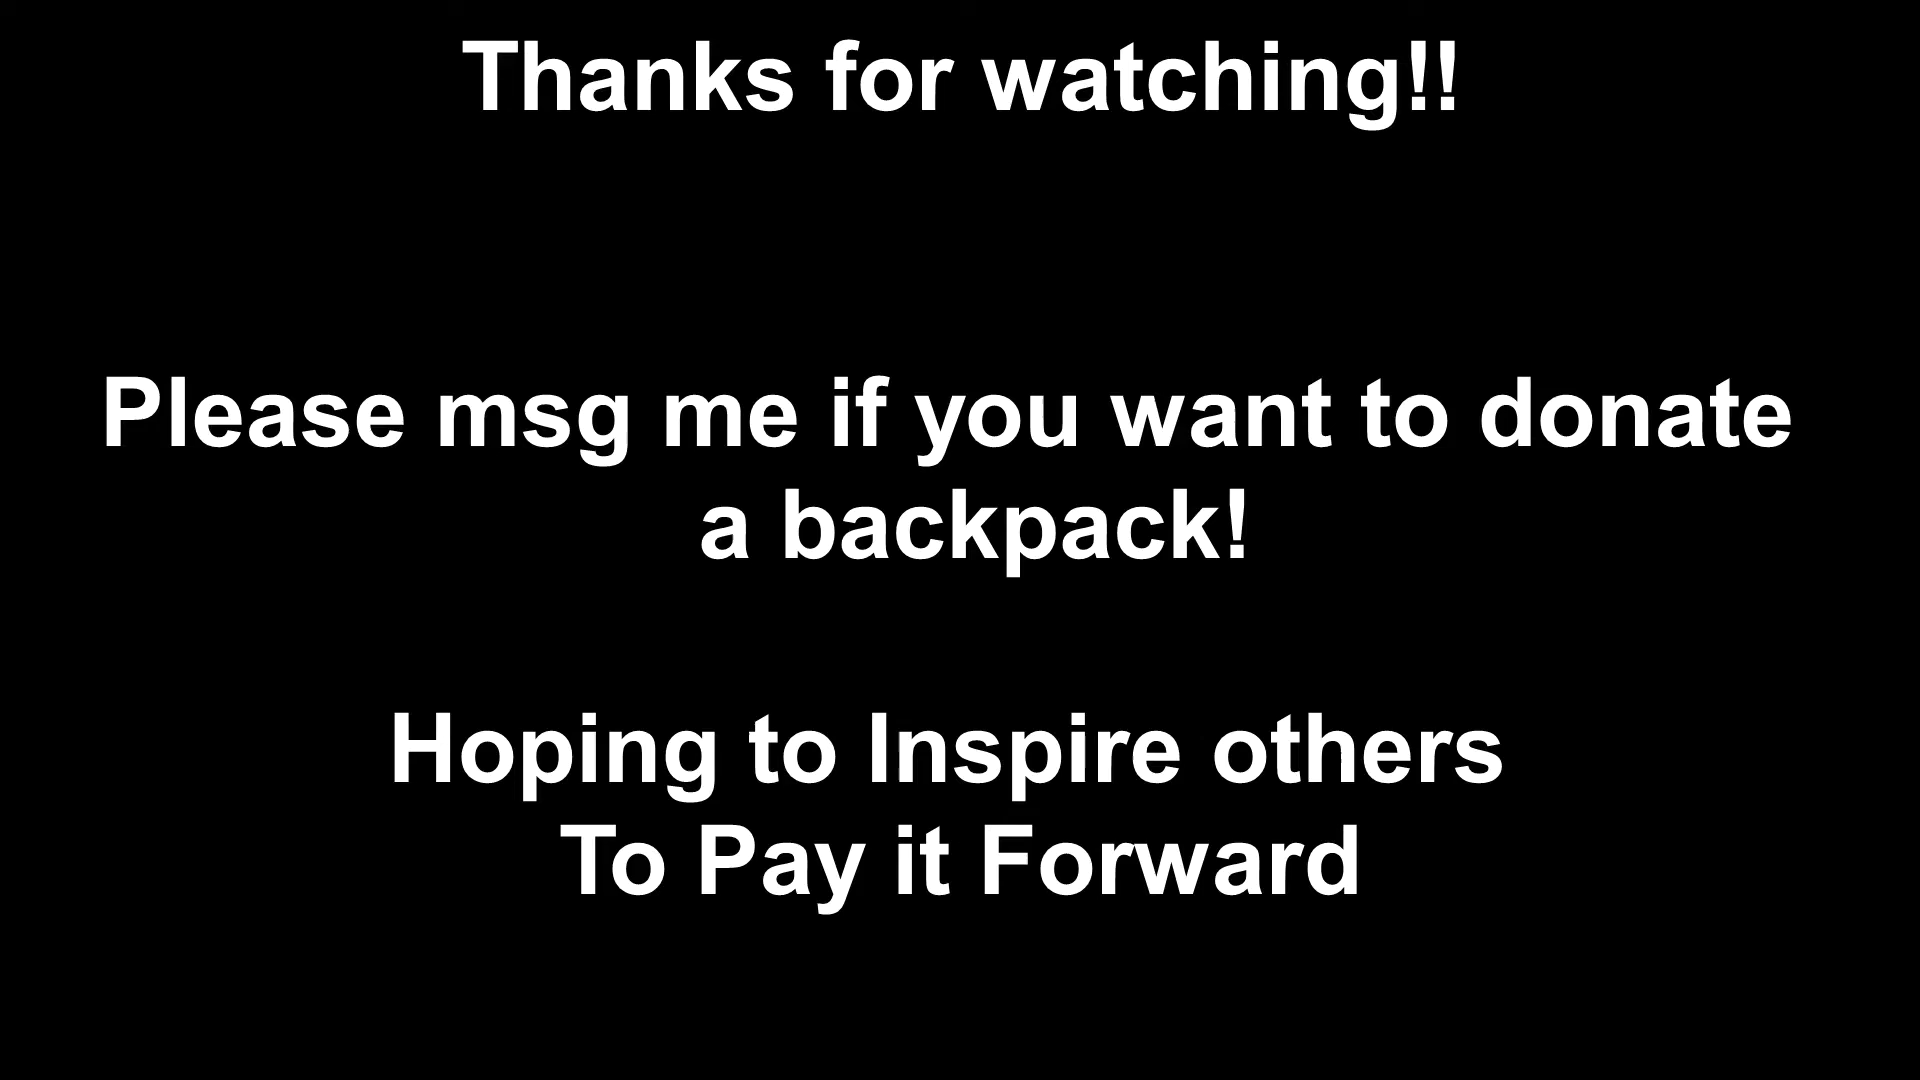 Thanks for watching!!
Please msg me if you want to donate
a backpack!
Hoping to Inspire others
To Pay it Forward